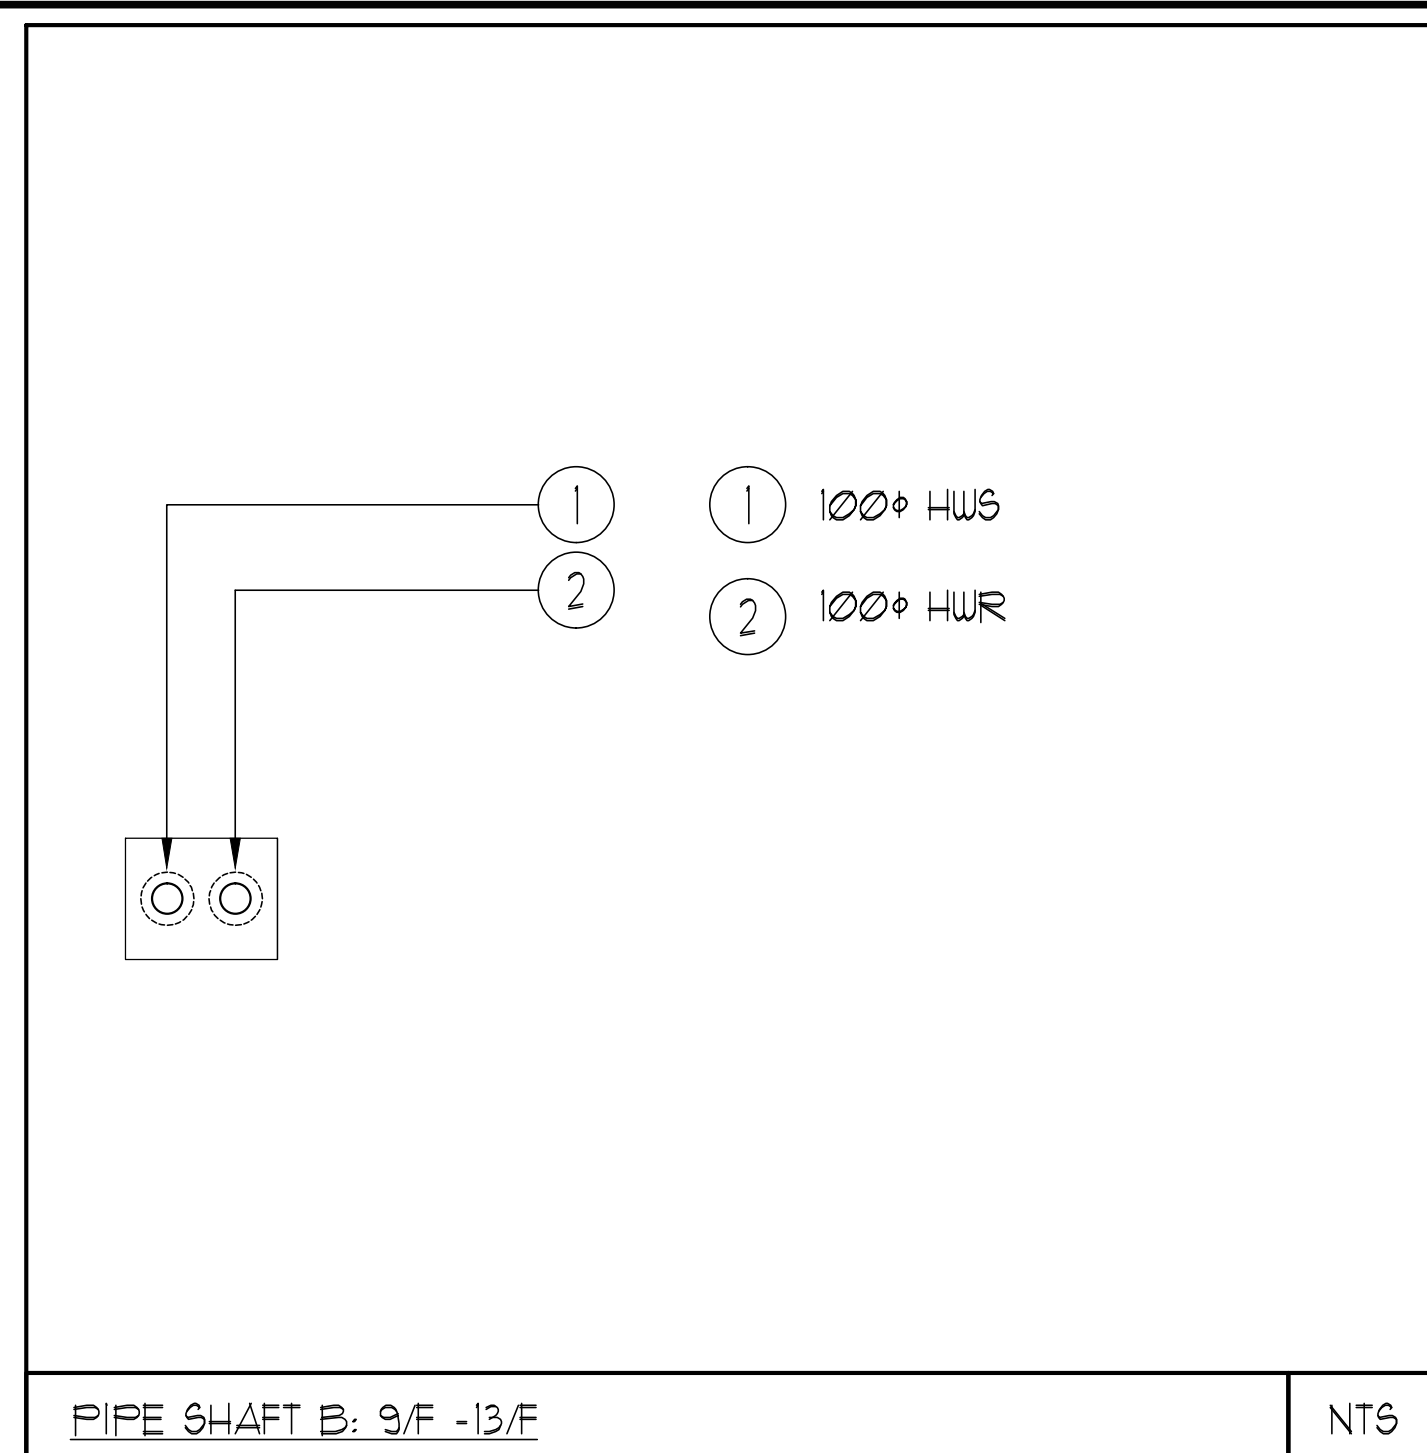 1
2
1 100Φ HWS
2 100Φ HWR
PIPE SHAFT B: 9/F -13/F
NTS